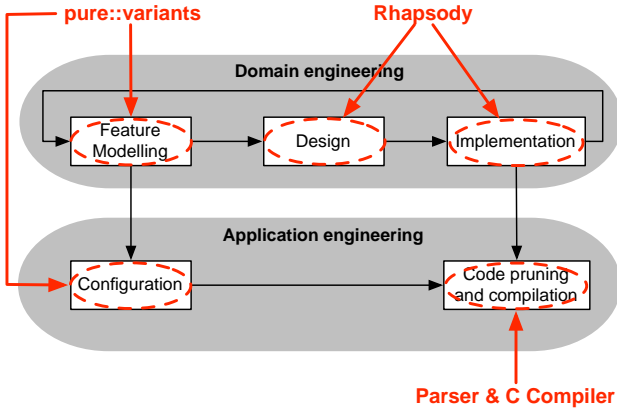 pure::variants
Rhapsody
Domain engineering
Feature
Modelling
Design
Implementation
Application engineering
Configuration
Code pruning
and compilation
Parser & C Compiler